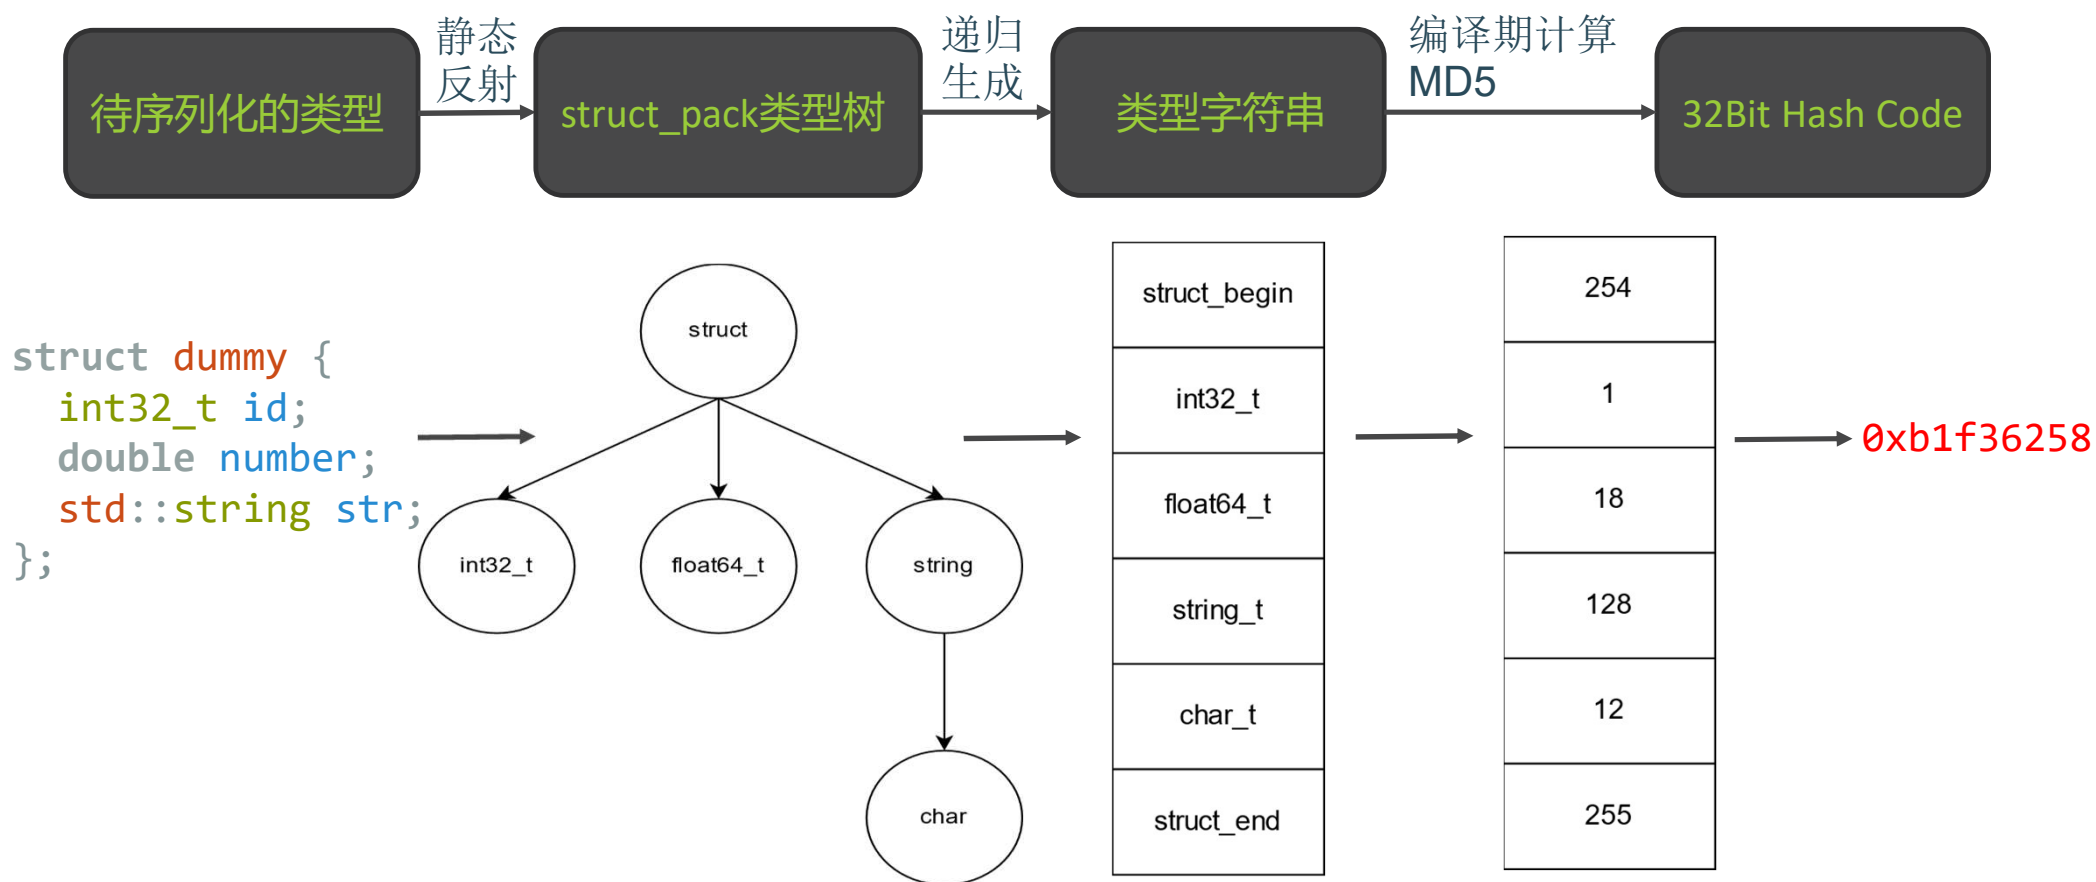 待序列化的类型
静态
反射
struct_pack类型树
递归
生成
类型字符串
编译期计算
MD5
32Bit Hash Code
struct dummy {
int32_t id;
double number;
std::string str;
};
struct
int32_t
float64_t
string
char
struct_begin
int32_t
float64_t
string_t
char_t
struct_end
254
1
18
128
12
255
0xb1f36258